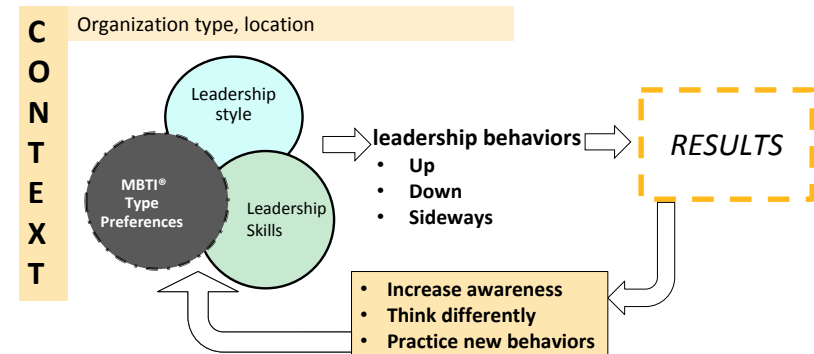 CONTEXT
Organization type, location
Leadership
style
MBTI®
Type
Preferences
Leadership
Skills
leadership behaviors
• Up
• Down
• Sideways
RESULTS
• Increase awareness
• Think differently
• Practice new behaviors